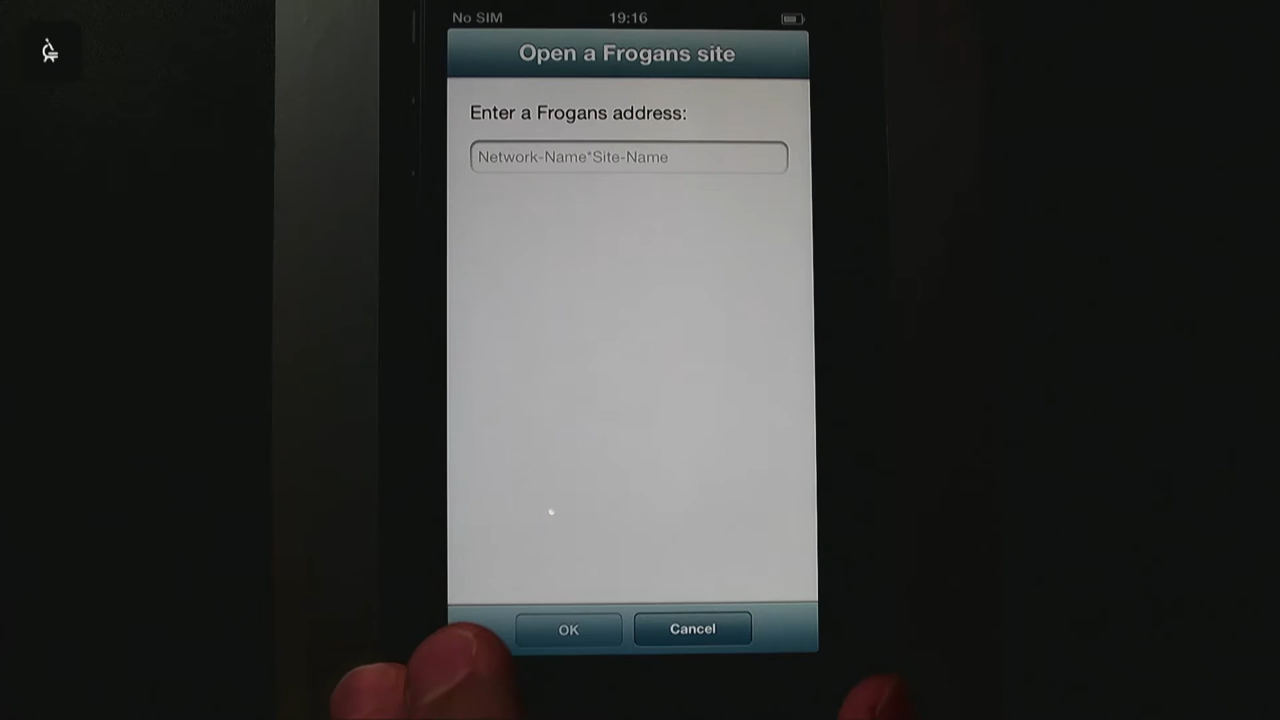 No SIM 19:16
Open a Frogans site
Enter a Frogans address:
Network-Name*Site-Name
OK Cancel